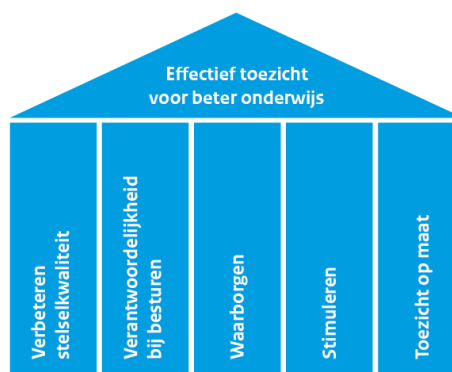 Effectief toezicht
voor beter onderwijs
Verbeteren
stelselkwaliteit
Verantwoordelijkheid
bij besturen
Waarborgen
Stimuleren
Toezicht op maat